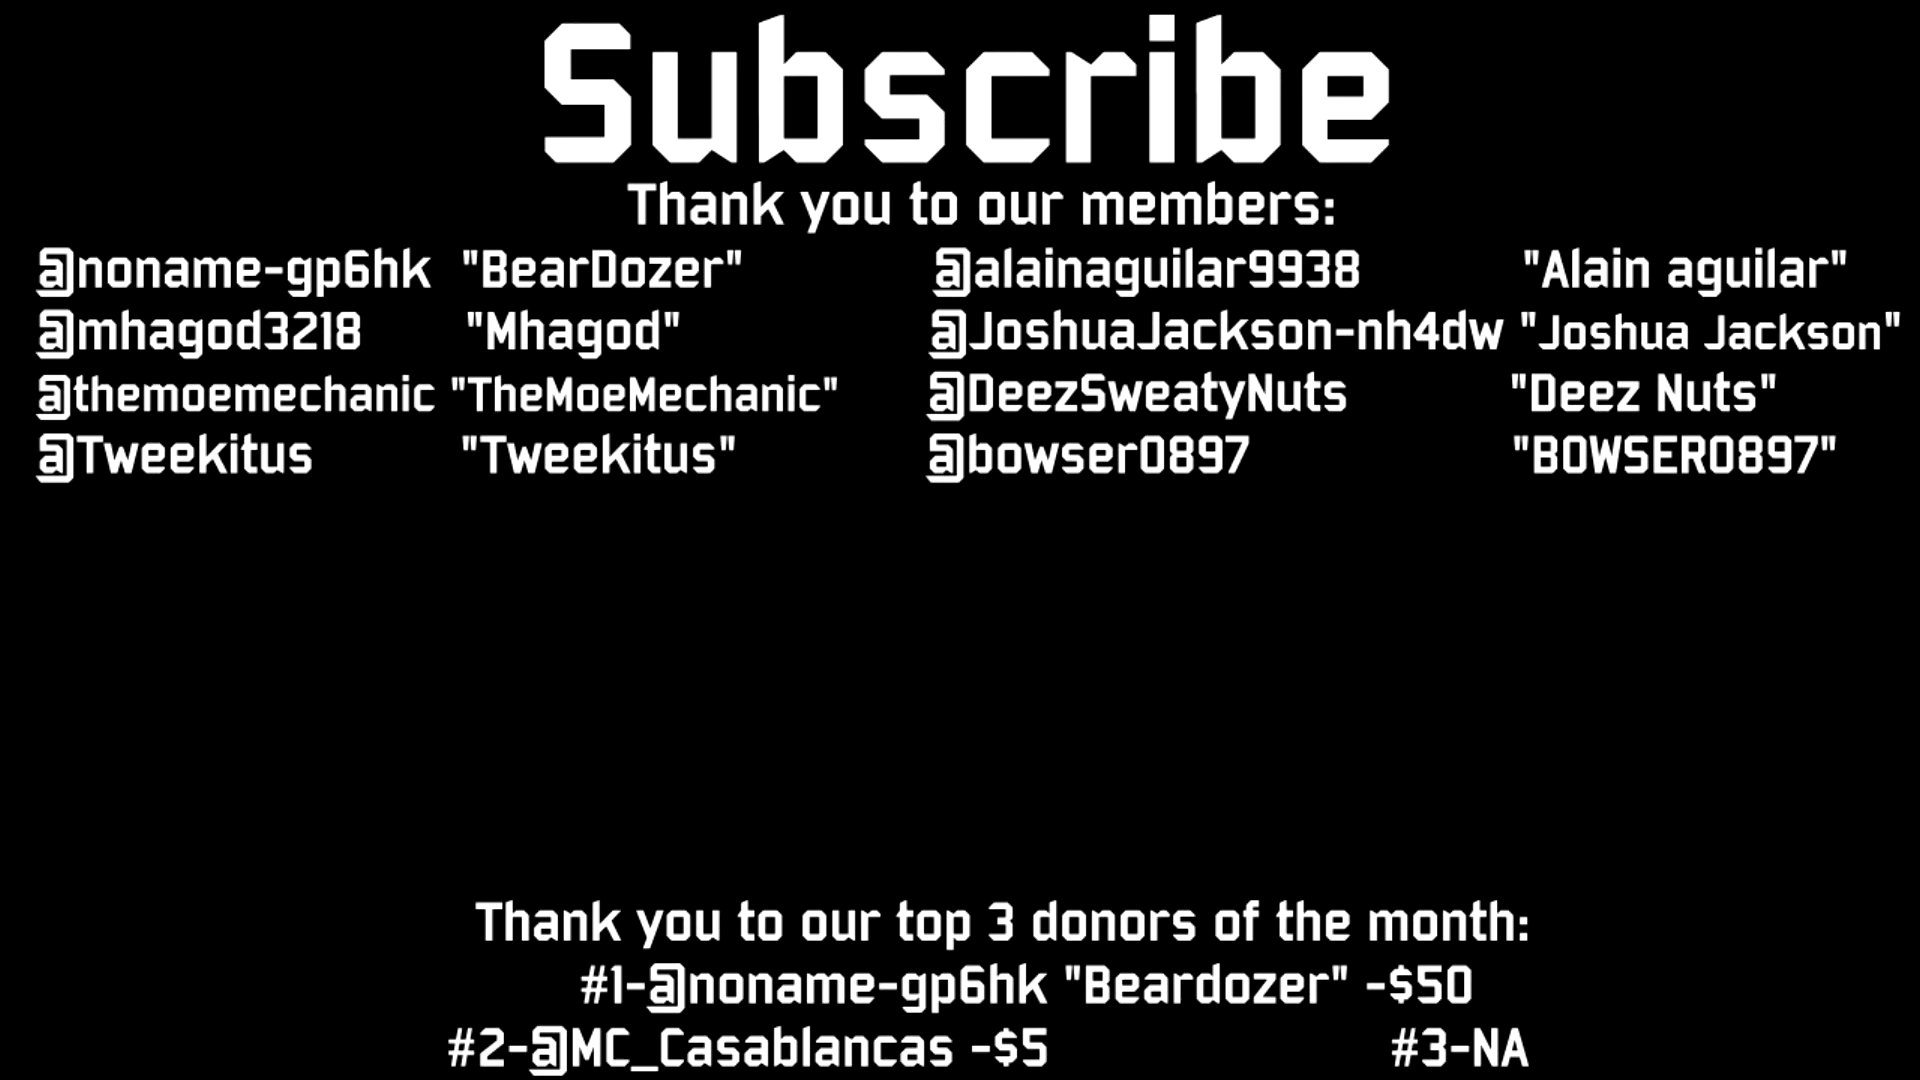 Subscribe
Thank you to our members:
@noname-gp6hk "BearDozer" @alainaguilar9938 "Alain aguilar"
@mhagod3218 "Mhagod" @JoshuaJackson-nh4dw "Joshua Jackson"
@themoemechanic "TheMoeMechanic" @DeezSweatyNuts "Deez Nuts"
@Tweekitus "Tweekitus" @bowser0897 "BOWSER0897"
Thank you to our top 3 donors of the month:
#1-@noname-gp6hk "Beardozer" -$50
#2-@MC_Casablancas -$5 #3-NA